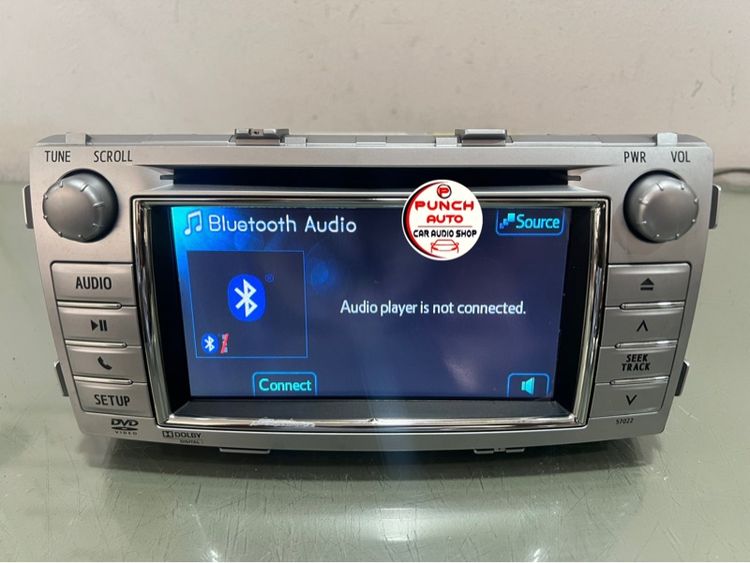 TUNE SCROLL
PWR VOL
P
PUNCH
AUTO
CAR AUDIO SHOP
Bluetooth Audio
Source
AUDIO
Audio player is not connected.
SEEK
TRACK
Connect
SETUP
DVD
VIDEO
DOLBY
DIGITAL
57022